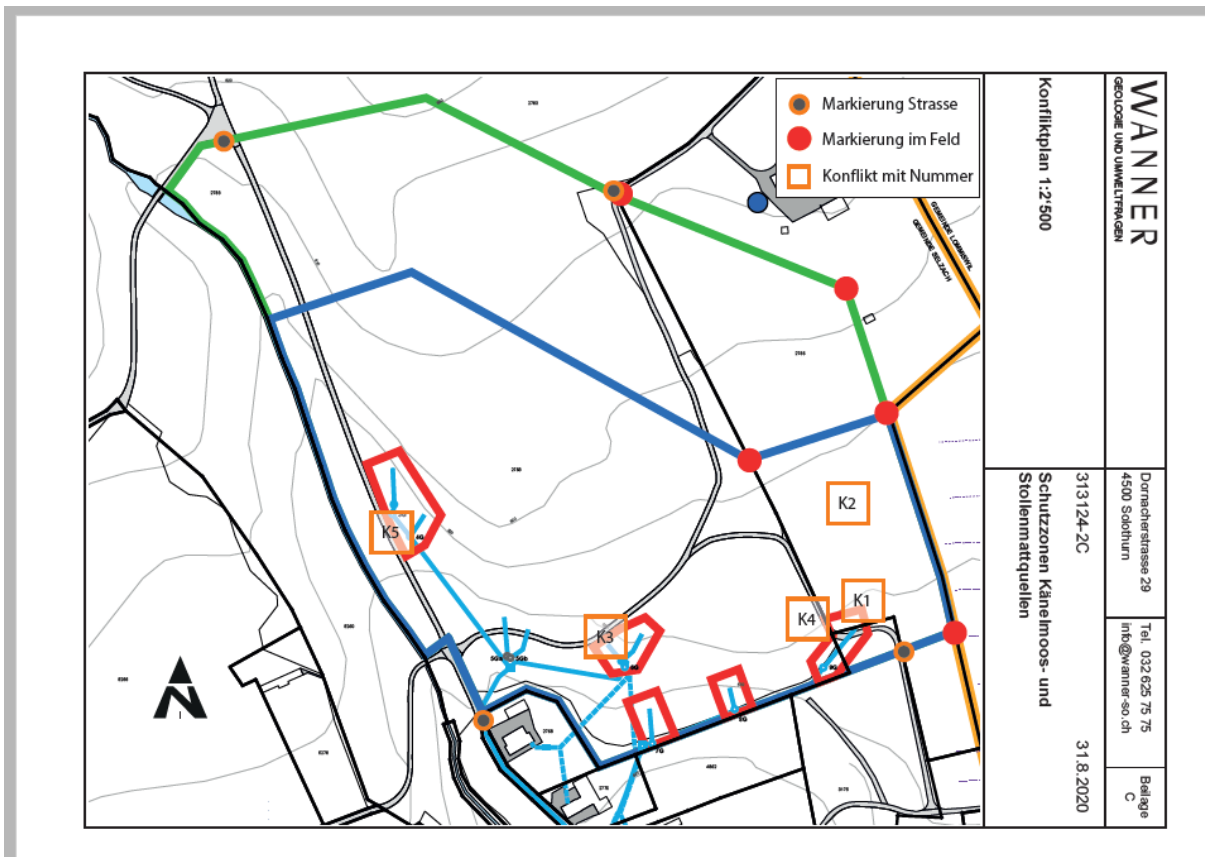 Markierung Strasse
Markierung im Feld
Konflikt mit Nummer
WANNER
GEOLOGIE UND UMWELTFRAGEN
Dornacherstrasse 29
4500 Solothurn
Tel. 032 625 75 75
info@wanner-so.ch
Beilage
C
Konfliktplan 1:2'500
313124-2C
31.8.2020
Schutzzonen Känelmoos- und
Stollenmattquellen
GEMEINDE LOMMISWIL
GEMEINDE SELZACH
K2
K5
K1
K4
K3
N